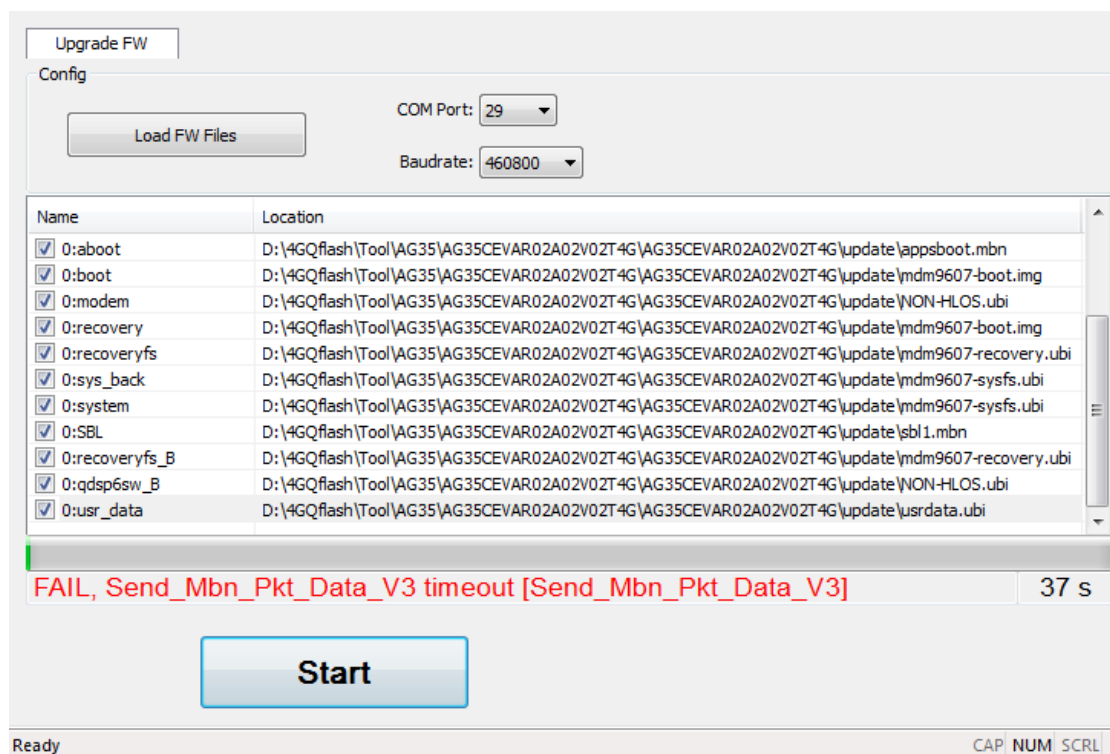 Upgrade FW
Config
Load FW Files
COM Port: 29
Baudrate: 460800
Name Location
0:aboot D:\4GQflash\Tool\AG35\AG35CEVAR02A02V02T4G\AG35CEVAR02A02V02T4G\update\appsboot.mbn
0:boot D:\4GQflash\Tool\AG35\AG35CEVAR02A02V02T4G\AG35CEVAR02A02V02T4G\update\mdm9607-boot.img
0:modem D:\4GQflash\Tool\AG35\AG35CEVAR02A02V02T4G\AG35CEVAR02A02V02T4G\update\NON-HLOS.ubi
0:recovery D:\4GQflash\Tool\AG35\AG35CEVAR02A02V02T4G\AG35CEVAR02A02V02T4G\update\mdm9607-boot.img
0:recoveryfs D:\4GQflash\Tool\AG35\AG35CEVAR02A02V02T4G\AG35CEVAR02A02V02T4G\update\mdm9607-recovery.ubi
0:sys_back D:\4GQflash\Tool\AG35\AG35CEVAR02A02V02T4G\AG35CEVAR02A02V02T4G\update\mdm9607-sysfs.ubi
0:system D:\4GQflash\Tool\AG35\AG35CEVAR02A02V02T4G\AG35CEVAR02A02V02T4G\update\mdm9607-sysfs.ubi
0:SBL D:\4GQflash\Tool\AG35\AG35CEVAR02A02V02T4G\AG35CEVAR02A02V02T4G\update\sbl1.mbn
0:recoveryfs_B D:\4GQflash\Tool\AG35\AG35CEVAR02A02V02T4G\AG35CEVAR02A02V02T4G\update\mdm9607-recovery.ubi
0:qdsp6sw_B D:\4GQflash\Tool\AG35\AG35CEVAR02A02V02T4G\AG35CEVAR02A02V02T4G\update\NON-HLOS.ubi
0:usr_data D:\4GQflash\Tool\AG35\AG35CEVAR02A02V02T4G\AG35CEVAR02A02V02T4G\update\usrdata.ubi
FAIL, Send_Mbn_Pkt_Data_V3 timeout [Send_Mbn_Pkt_Data_V3] 37 s
Start
Ready CAP NUM SCRL